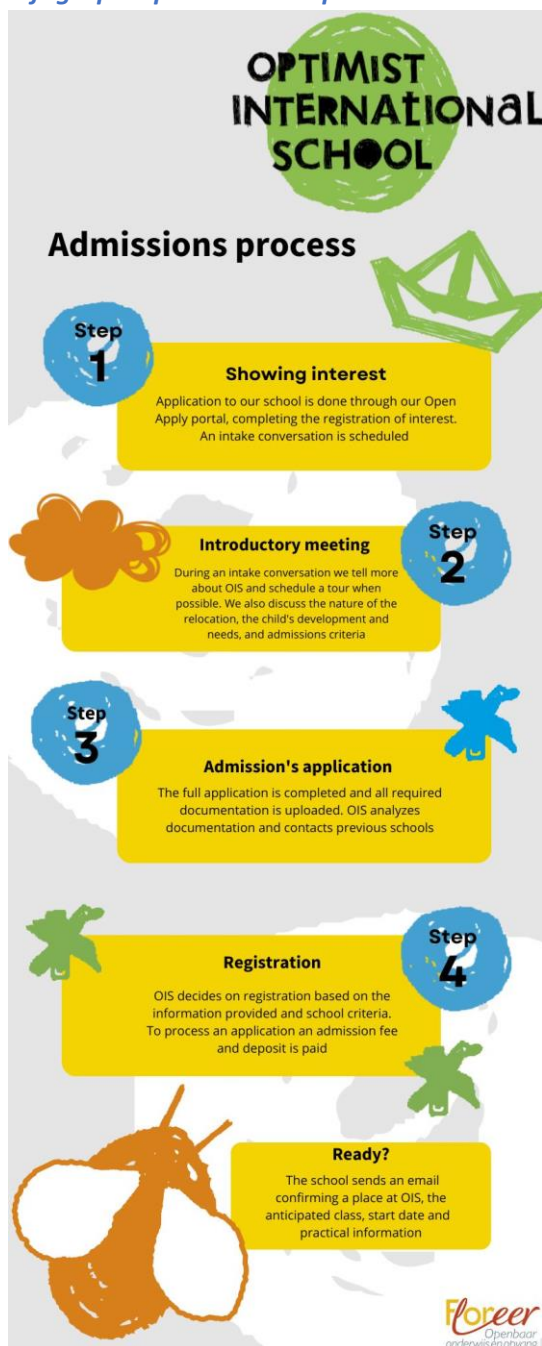 OPTIMIST
INTERNATIONAL
SCHOOL
Admissions process
Step
1
Showing interest
Application to our school is done through our Open
Apply portal, completing the registration of interest.
An intake conversation is scheduled
Step
2
Introductory meeting
During an intake conversation we tell more
about OIS and schedule a tour when
possible. We also discuss the nature of the
relocation, the child's development and
needs, and admissions criteria
Step
3
Admission's application
The full application is completed and all required
documentation is uploaded. OIS analyzes
documentation and contacts previous schools
Step
4
Registration
OIS decides on registration based on the
information provided and school criteria.
To process an application an admission fee
and deposit is paid
Ready?
The school sends an email
confirming a place at OIS, the
anticipated class, start date and
practical information
Floreer
Openbaar
onderwijs en opvang